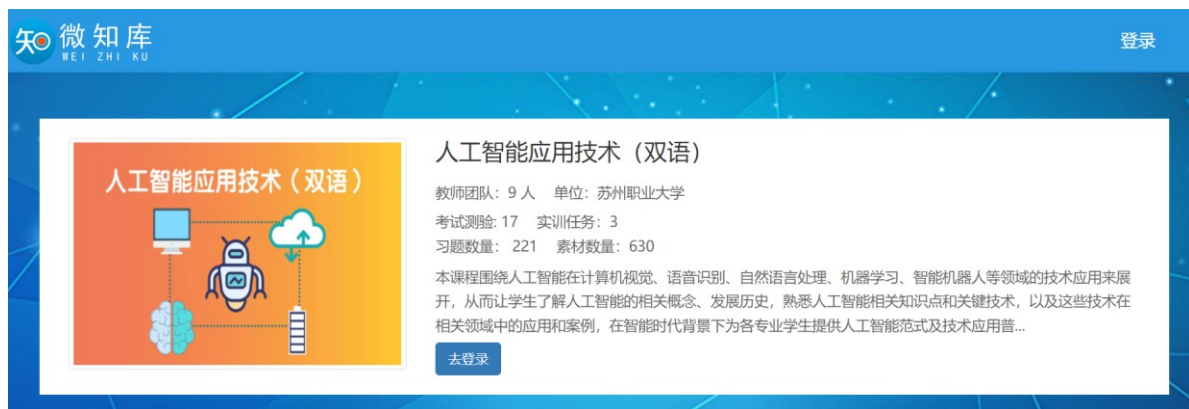 知 微知库
WEI ZHI KU
登录
人工智能应用技术（双语）
人工智能应用技术（双语）
教师团队：9 人 单位：苏州职业大学
考试测验: 17 实训任务：3
习题数量： 221 素材数量：630
本课程围绕人工智能在计算机视觉、语音识别、自然语言处理、机器学习、智能机器人等领域的技术应用来展
开，从而让学生了解人工智能的相关概念、发展历史，熟悉人工智能相关知识点和关键技术，以及这些技术在
相关领域中的应用和案例，在智能时代背景下为各专业学生提供人工智能范式及技术应用普...
去登录